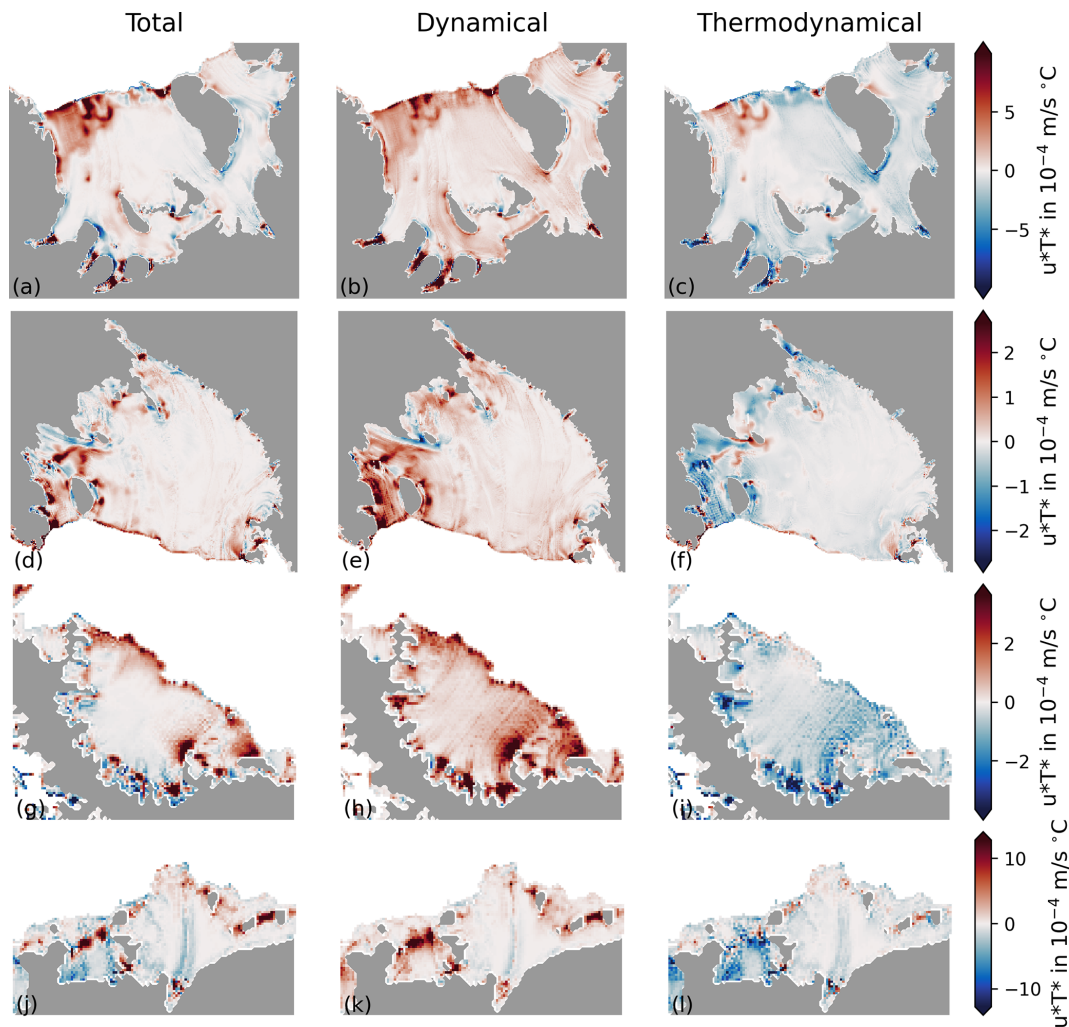 Total Dynamical Thermodynamical
(a) (b) (c)
5
0
−5
u*T* in 10⁻⁴ m/s °C
(d) (e) (f)
2
1
0
−1
−2
u*T* in 10⁻⁴ m/s °C
(g) (h) (i)
2
0
−2
u*T* in 10⁻⁴ m/s °C
(j) (k) (l)
10
0
−10
u*T* in 10⁻⁴ m/s °C